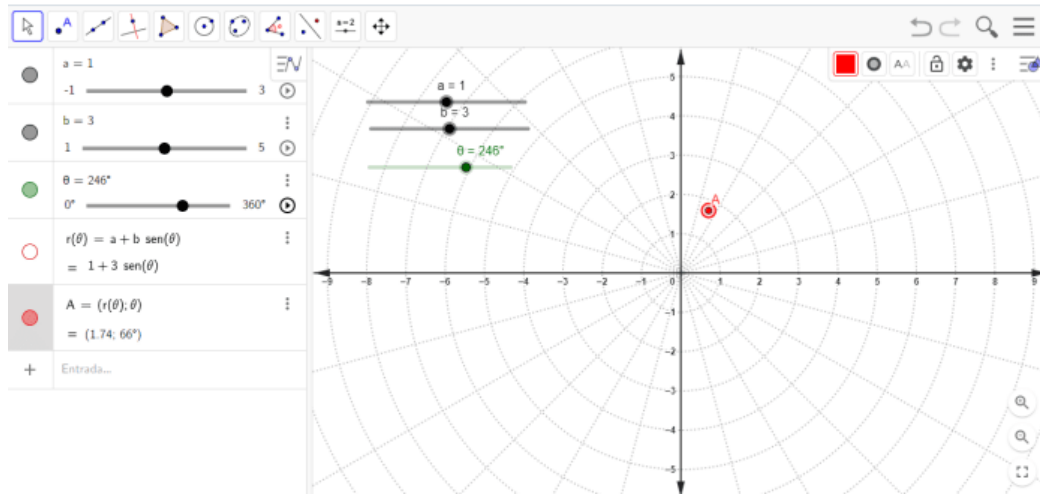 A
a=2
a = 1
-1
3
b = 3
1
5
θ = 246°
0°
360°
r(θ) = a + b sen(θ)
= 1 + 3 sen(θ)
A = (r(θ); θ)
= (1.74; 66°)
+
Entrada...
a = 1
b = 3
θ = 246°
AA
A
5
4
3
2
1
-9 -8 -7 -6 -5 -4 -3 -2 -1 0 1 2 3 4 5 6 7 8 9
-1
-2
-3
-4
-5